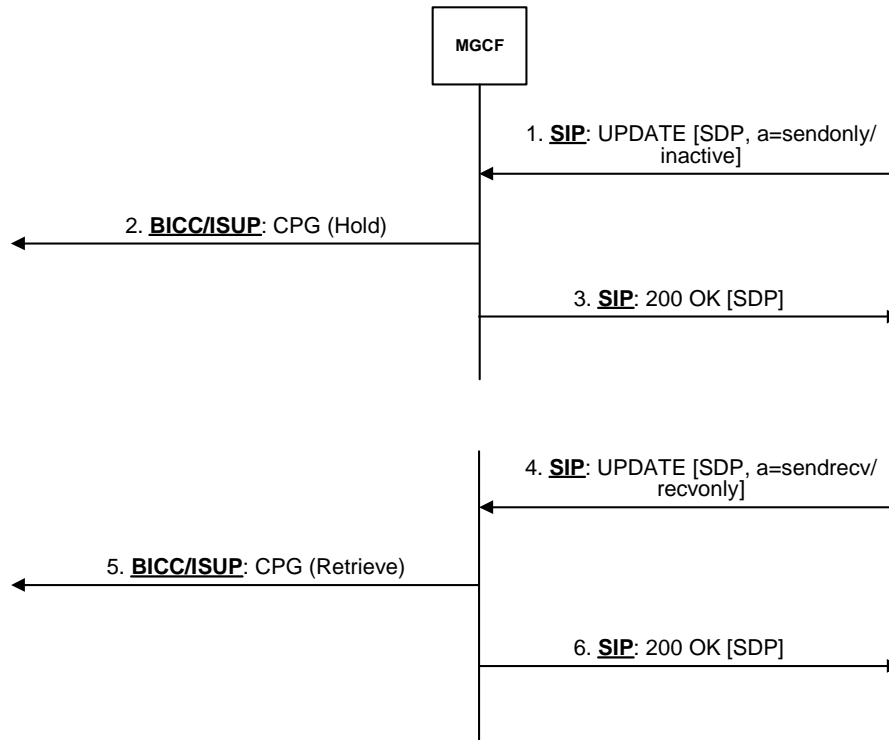 MGCF
1. SIP: UPDATE [SDP, a=sendonly/
inactive]
2. BICC/ISUP: CPG (Hold)
3. SIP: 200 OK [SDP]
4. SIP: UPDATE [SDP, a=sendrecv/
recvonly]
5. BICC/ISUP: CPG (Retrieve)
6. SIP: 200 OK [SDP]